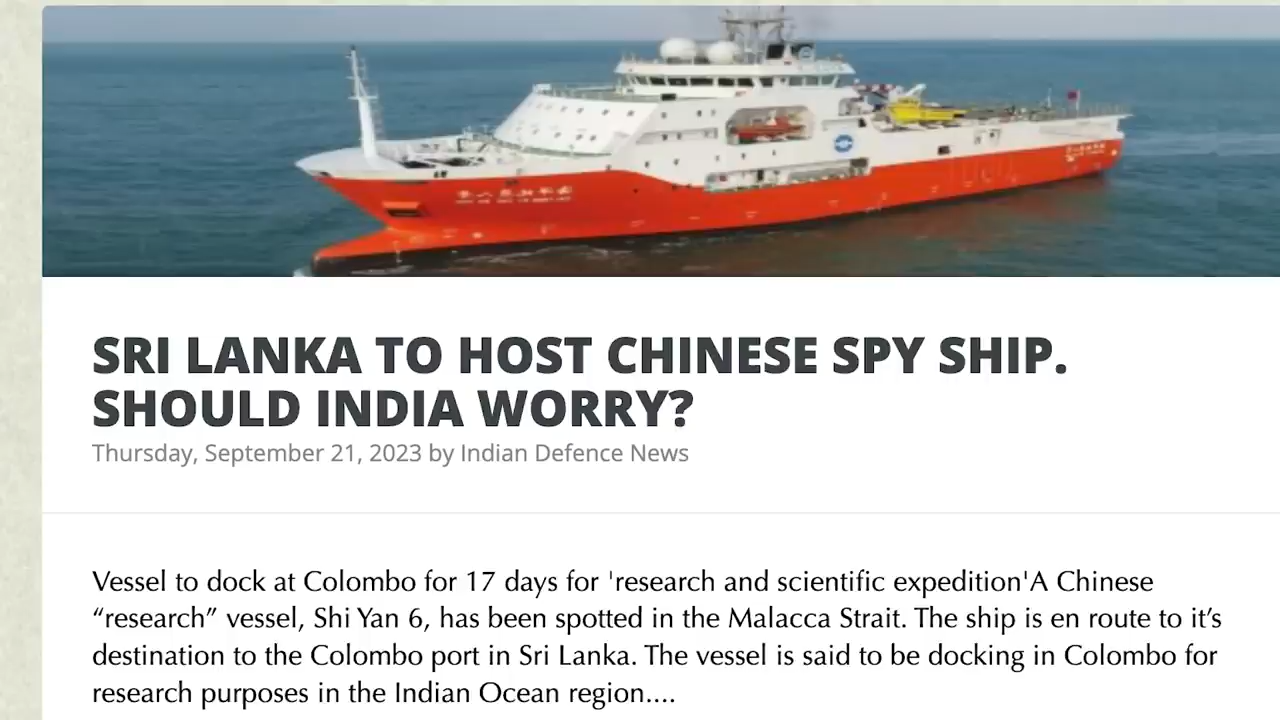 SRI LANKA TO HOST CHINESE SPY SHIP.
SHOULD INDIA WORRY?
Thursday, September 21, 2023 by Indian Defence News
Vessel to dock at Colombo for 17 days for 'research and scientific expedition'A Chinese
“research” vessel, Shi Yan 6, has been spotted in the Malacca Strait. The ship is en route to it’s
destination to the Colombo port in Sri Lanka. The vessel is said to be docking in Colombo for
research purposes in the Indian Ocean region....